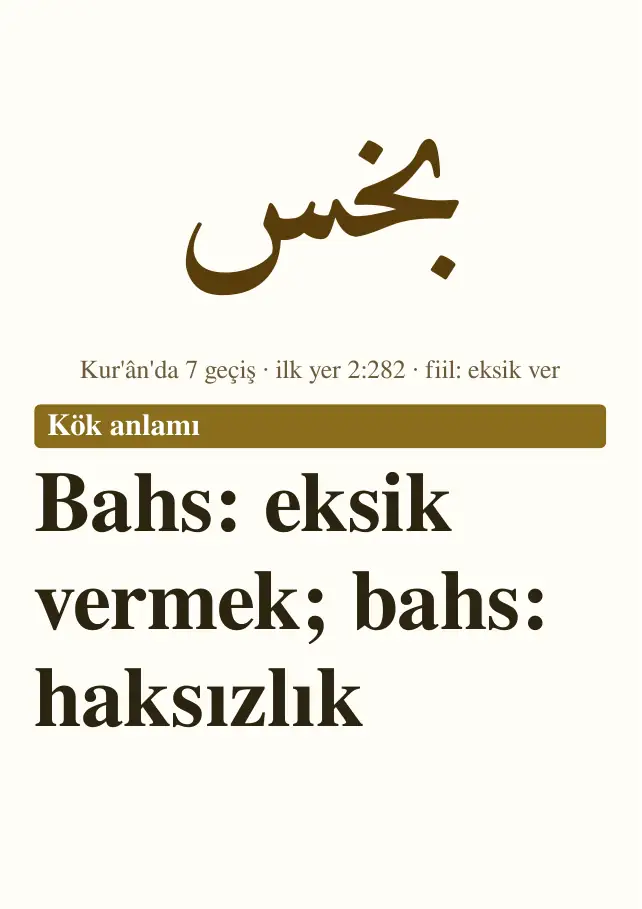 بخس
Kur'ân'da 7 geçiş · ilk yer 2:282 · fiil: eksik ver
Kök anlamı
Bahs: eksik
vermek; bahs:
haksızlık